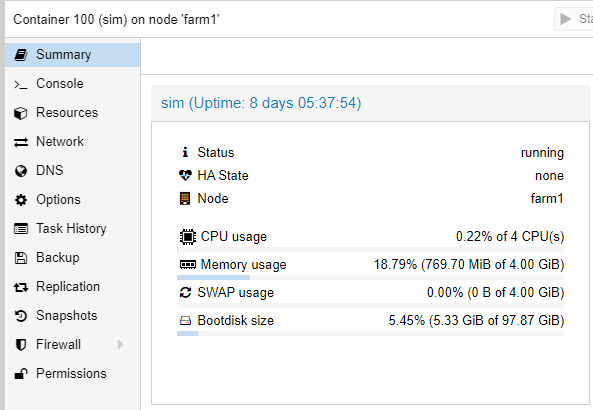 Container 100 (sim) on node 'farm1'
Summary
Console
Resources
Network
DNS
Options
Task History
Backup
Replication
Snapshots
Firewall
Permissions
sim (Uptime: 8 days 05:37:54)
Status running
HA State none
Node farm1
CPU usage 0.22% of 4 CPU(s)
Memory usage 18.79% (769.70 MiB of 4.00 GiB)
SWAP usage 0.00% (0 B of 4.00 GiB)
Bootdisk size 5.45% (5.33 GiB of 97.87 GiB)